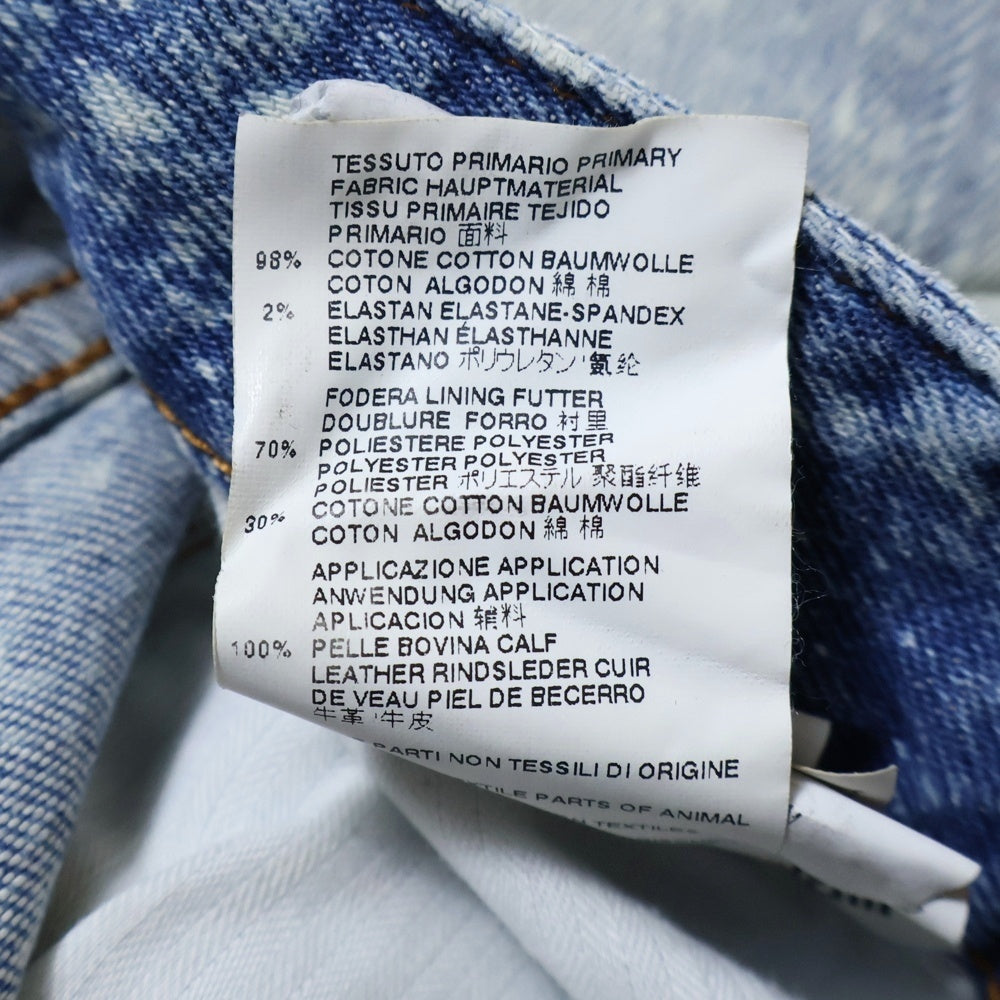 TESSUTO PRIMARIO PRIMARY
FABRIC HAUPTMATERIAL
TISSU PRIMAIRE TEJIDO
PRIMARIO 面料
98% COTONE COTTON BAUMWOLLE
COTON ALGODON 綿 棉
2% ELASTAN ELASTANE-SPANDEX
ELASTHAN ÉLASTHANNE
ELASTANO ポリウレタン 氨纶
FODERA LINING FUTTER
DOUBLURE FORRO 衬里
70% POLIESTERE POLYESTER
POLYESTER POLYESTER
POLIESTER ポリエステル 聚酯纤维
30% COTONE COTTON BAUMWOLLE
COTON ALGODON 綿 棉
APPLICAZIONE APPLICATION
ANWENDUNG APPLICATION
APLICACION 辅料
100% PELLE BOVINA CALF
LEATHER RINDSLEDER CUIR
DE VEAU PIEL DE BECERRO
牛革 牛皮
PARTI NON TESSILI DI ORIGINE
PARTS OF ANIMAL